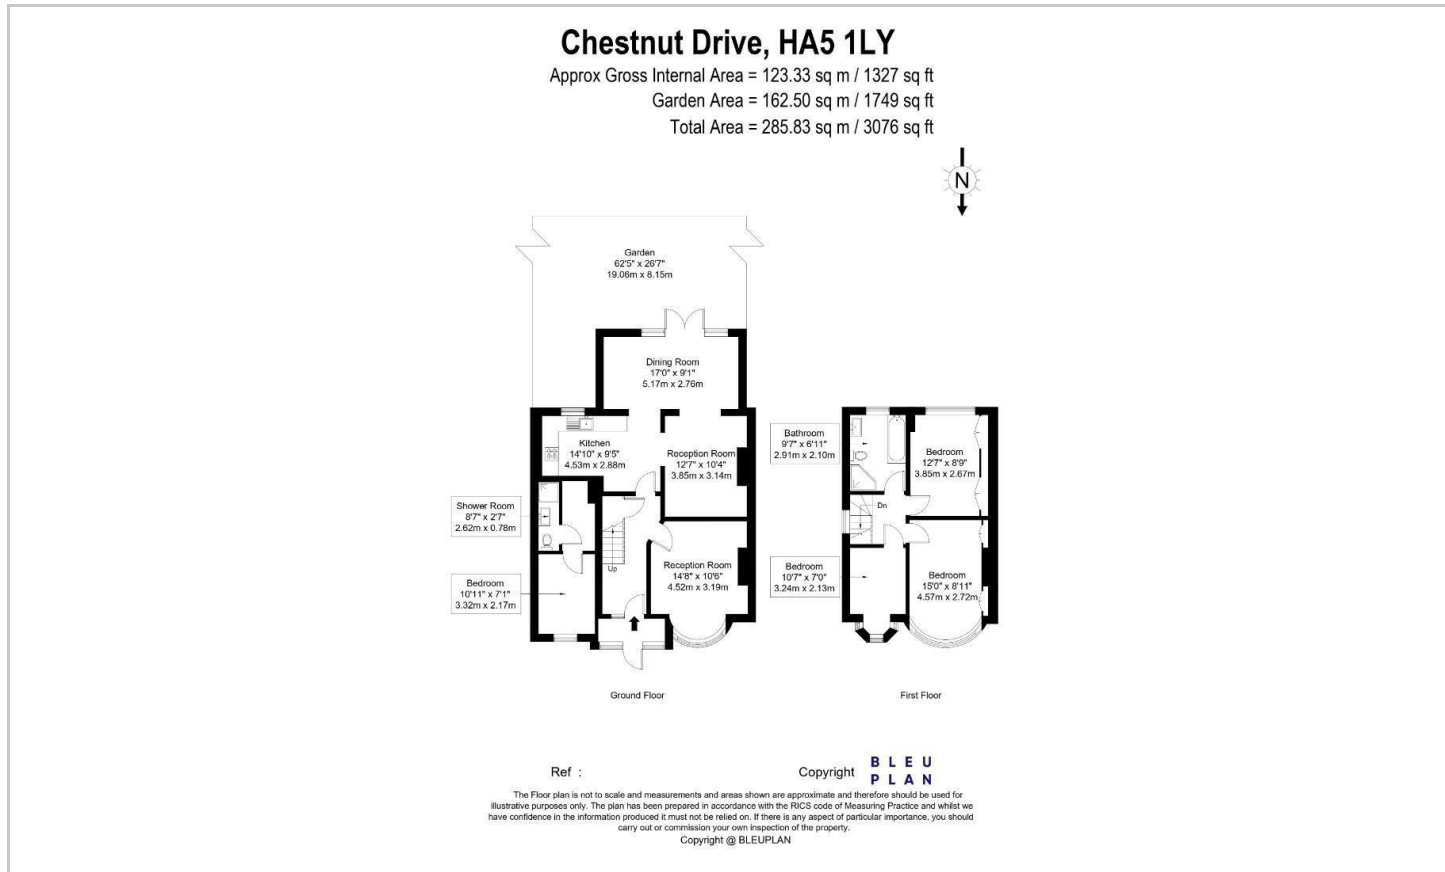 Chestnut Drive, HA5 1LY
Approx Gross Internal Area = 123.33 sq m / 1327 sq ft
Garden Area = 162.50 sq m / 1749 sq ft
Total Area = 285.83 sq m / 3076 sq ft
N
Garden
62'5" x 26'7"
19.06m x 8.15m
Dining Room
17'0" x 9'1"
5.17m x 2.76m
Kitchen
14'10" x 9'5"
4.53m x 2.88m
Reception Room
12'7" x 10'4"
3.85m x 3.14m
Shower Room
8'7" x 2'7"
2.62m x 0.78m
Up
Reception Room
14'8" x 10'6"
4.52m x 3.19m
Bedroom
10'11" x 7'1"
3.32m x 2.17m
Ground Floor
Bathroom
9'7" x 6'11"
2.91m x 2.10m
Bedroom
12'7" x 8'9"
3.85m x 2.67m
Dn
Bedroom
10'7" x 7'0"
3.24m x 2.13m
Bedroom
15'0" x 8'11"
4.57m x 2.72m
First Floor
Ref :
Copyright
BLEU
PLAN
The Floor plan is not to scale and measurements and areas shown are approximate and therefore should be used for
illustrative purposes only. The plan has been prepared in accordance with the RICS code of Measuring Practice and whilst we
have confidence in the information produced it must not be relied on. If there is any aspect of particular importance, you should
carry out or commission your own inspection of the property.
Copyright @ BLEUPLAN